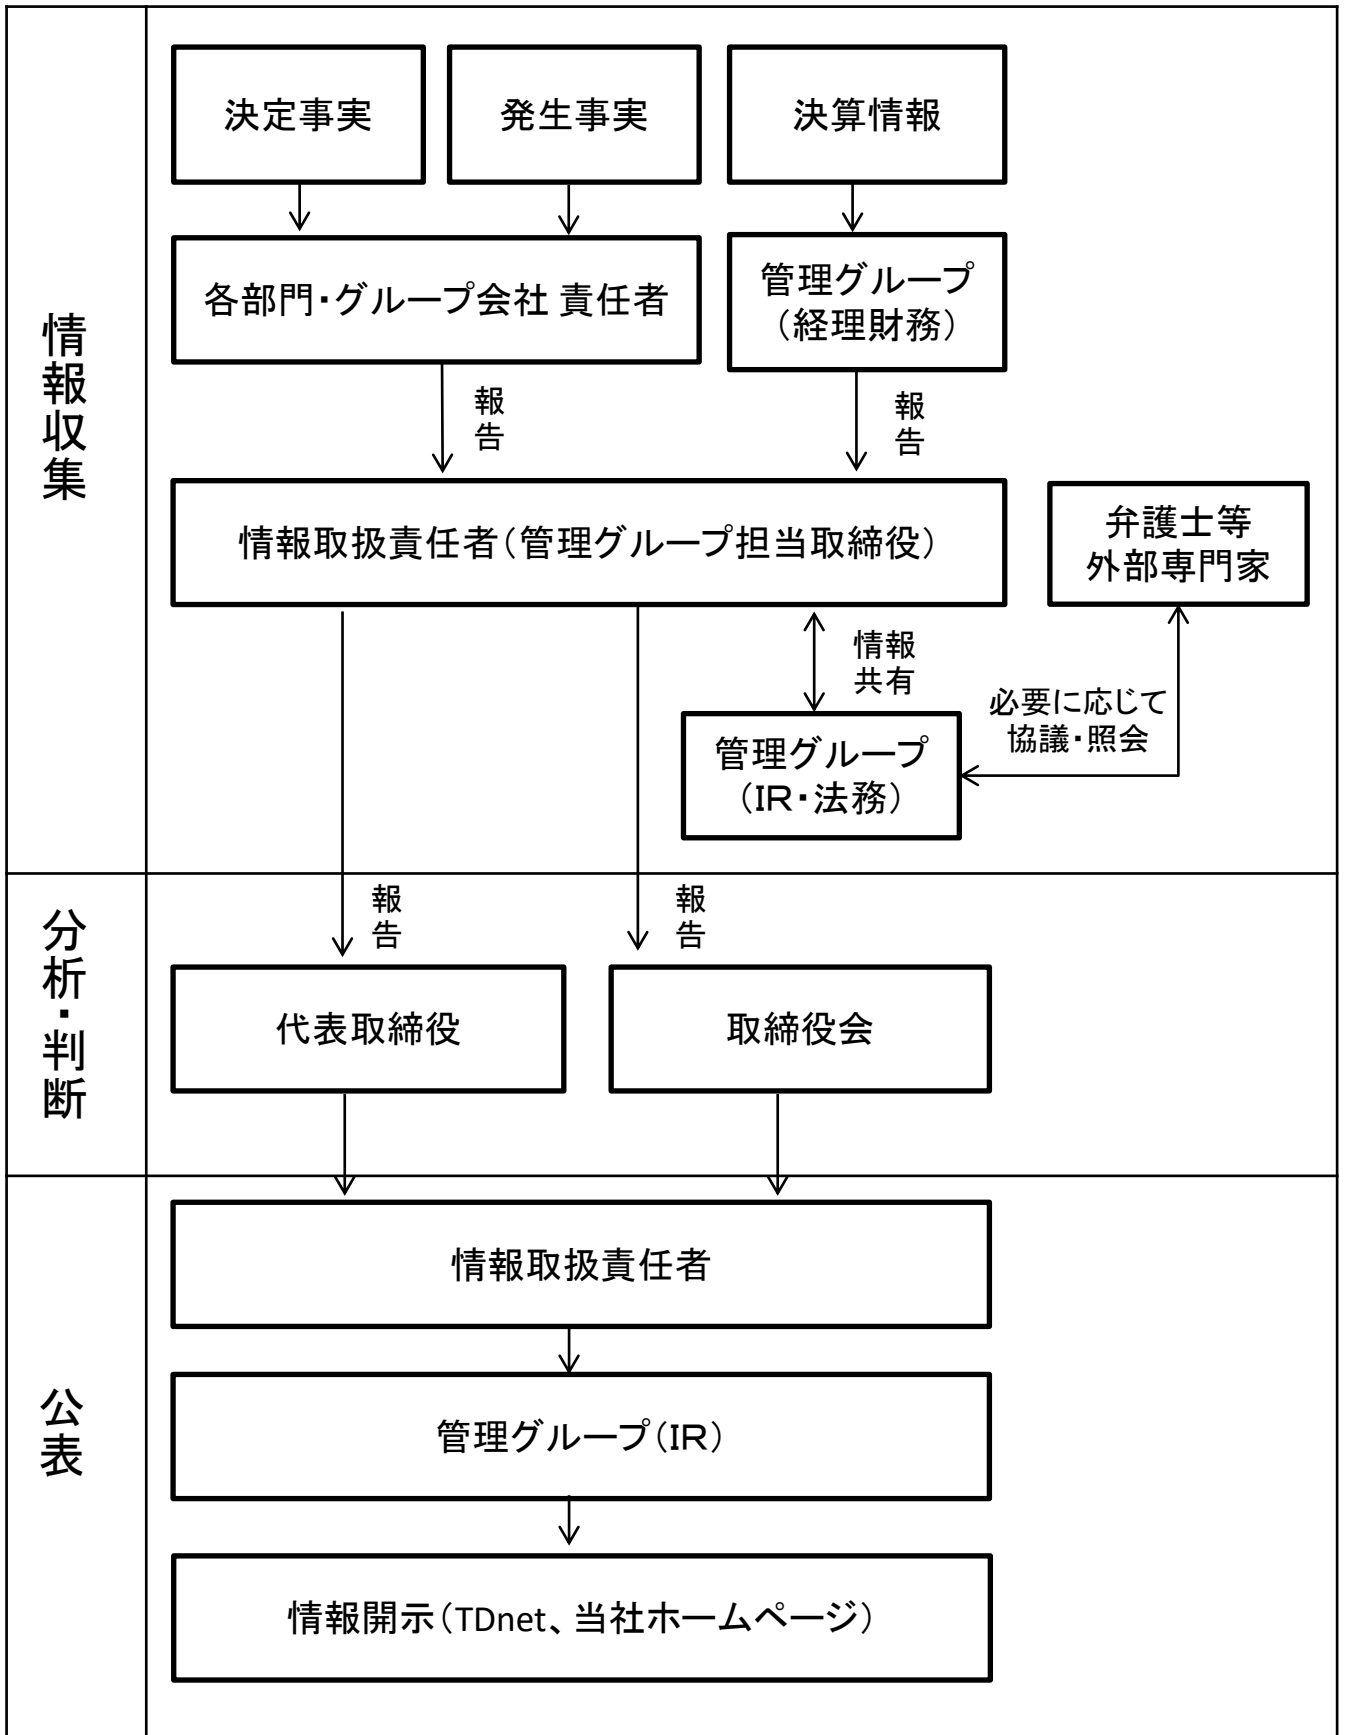 情報収集
決定事実
発生事実
決算情報
各部門・グループ会社 責任者
管理グループ
（経理財務）
報告
報告
情報取扱責任者（管理グループ担当取締役）
弁護士等
外部専門家
情報
共有
必要に応じて
協議・照会
管理グループ
（IR・法務）
分析・判断
報告
報告
代表取締役
取締役会
公表
情報取扱責任者
管理グループ（IR）
情報開示（TDnet、当社ホームページ）